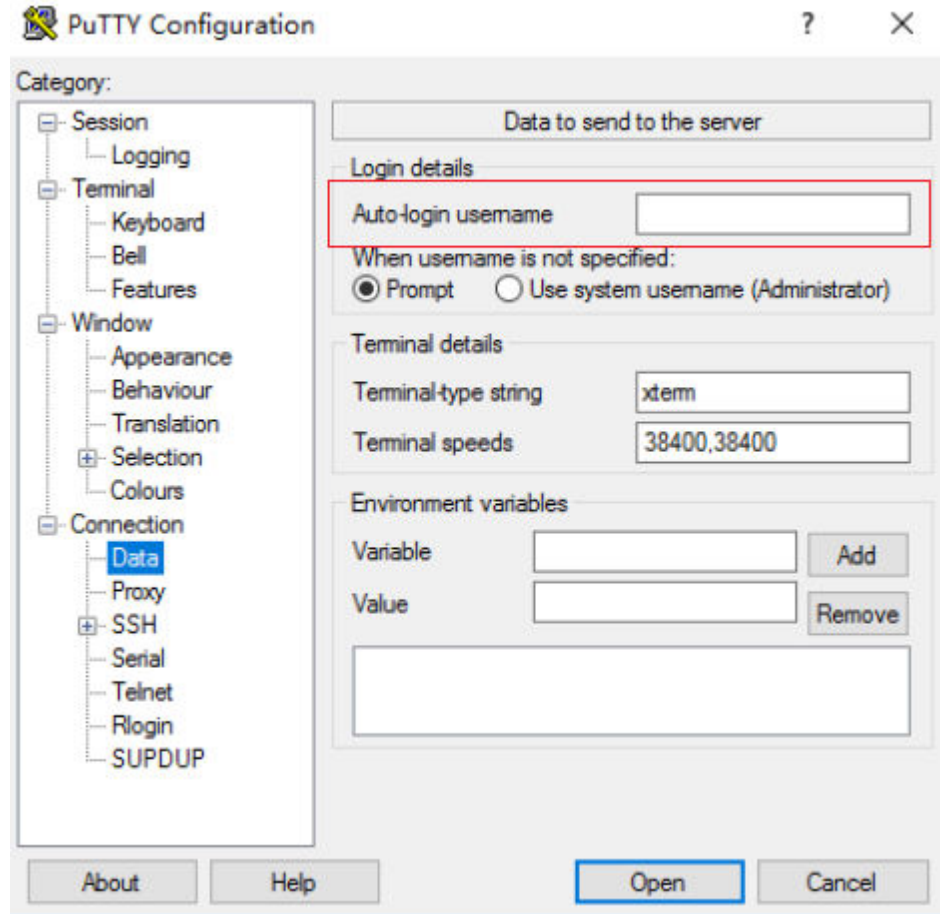 PuTTY Configuration
Category:
Session
Logging
Terminal
Keyboard
Bell
Features
Window
Appearance
Behaviour
Translation
Selection
Colours
Connection
Data
Proxy
SSH
Serial
Telnet
Rlogin
SUPDUP
Data to send to the server
Login details
Auto-login username
When username is not specified:
Prompt Use system username (Administrator)
Terminal details
Terminal-type string xterm
Terminal speeds 38400,38400
Environment variables
Variable Add
Value Remove
About Help Open Cancel